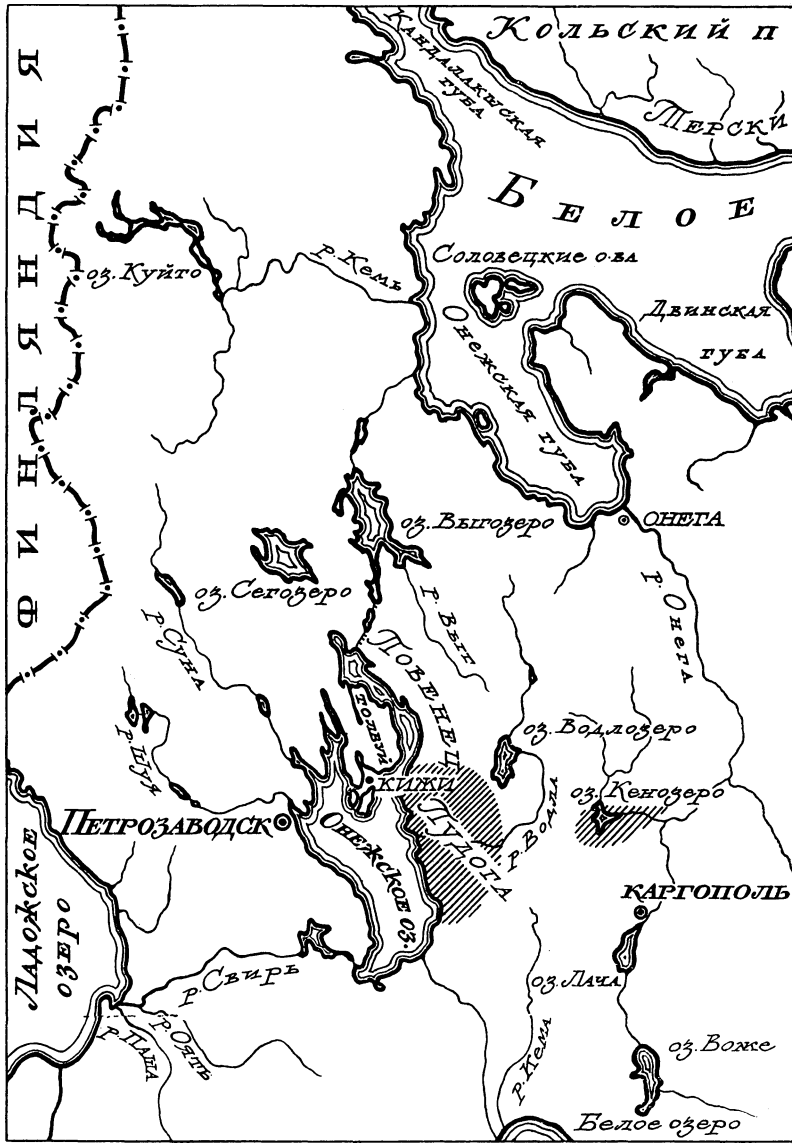 Кольский п
Кандалакшская
губа
Терски
Финляндия
Белое
Соловецкие о-ва
р. Кемь
оз. Куйто
Онежская губа
Двинская
губа
оз. Выгозеро
ОНЕГА
оз. Сегозеро
р. Выг
р. Онега
р. Суна
Повенец
Толвуй
оз. Водлозеро
р. Шуя
КИЖИ
оз. Кенозеро
ПЕТРОЗАВОДСК
Онежское оз.
Пудога
р. Водла
КАРГОПОЛЬ
Ладожское
озеро
р. Свирь
оз. Лача
р. Паша
р. Оять
р. Кема
оз. Воже
Белое озеро